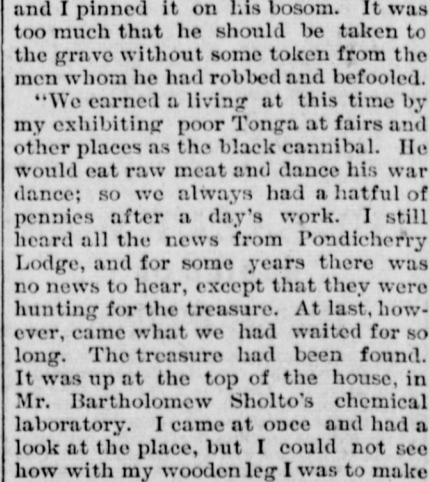 and I pinned it on his bosom. It was
too much that he should be taken to
the grave without some token from the
men whom he had robbed and befooled.
"We earned a living at this time by
my exhibiting poor Tonga at fairs and
other places as the black cannibal. He
would eat raw meat and dance his war
dance; so we always had a hatful of
pennies after a day's work. I still
heard all the news from Pondicherry
Lodge, and for some years there was
no news to hear, except that they were
hunting for the treasure. At last, how-
ever, came what we had waited for so
long. The treasure had been found.
It was up at the top of the house, in
Mr. Bartholomew Sholto's chemical
laboratory. I came at once and had a
look at the place, but I could not see
how with my wooden leg I was to make